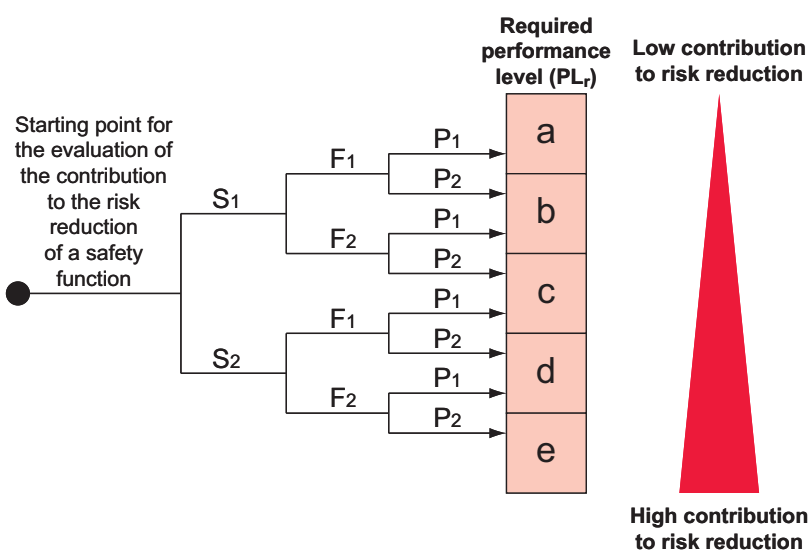 Required
performance
level (PLr)
Low contribution
to risk reduction
Starting point for
the evaluation of
the contribution
to the risk
reduction
of a safety
function
S1
F1
P1
P2
F2
P1
P2
S2
F1
P1
P2
F2
P1
P2
a
b
c
d
e
High contribution
to risk reduction